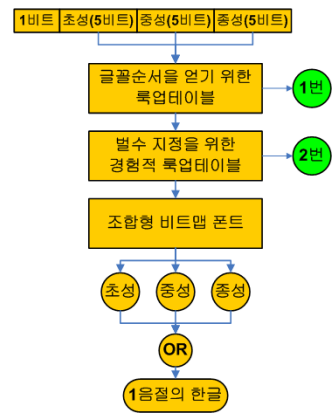 1비트 초성(5비트) 중성(5비트) 종성(5비트)
글꼴순서을 얻기 위한
룩업테이블
1번
벌수 지정을 위한
경험적 룩업테이블
2번
조합형 비트맵 폰트
초성 중성 종성
OR
1음절의 한글